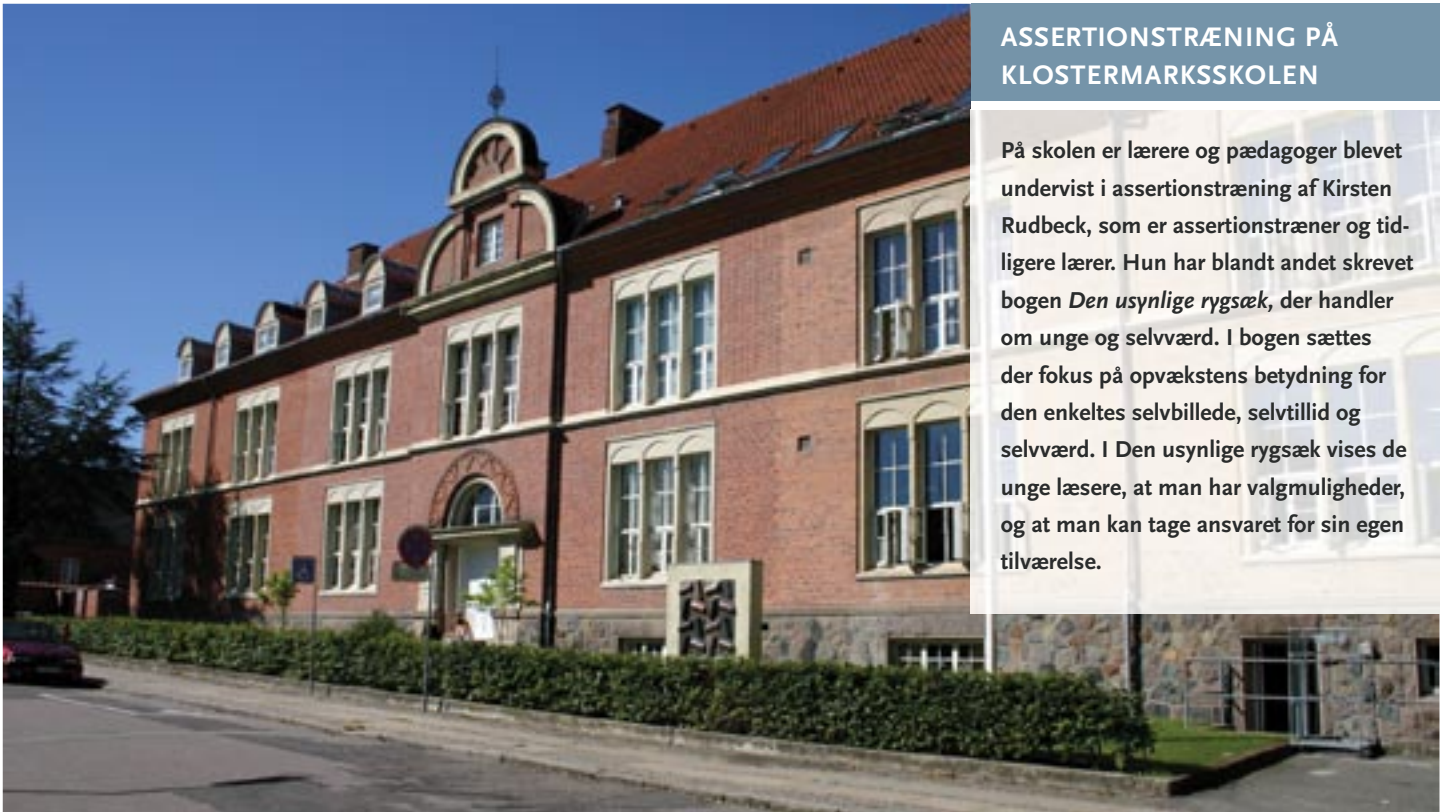 ASSERTIONSTRÆNING PÅ
KLOSTERMARKSSKOLEN
På skolen er lærere og pædagoger blevet
undervist i assertionstræning af Kirsten
Rudbeck, som er assertionstræner og tid-
ligere lærer. Hun har blandt andet skrevet
bogen Den usynlige rygsæk, der handler
om unge og selvværd. I bogen sættes
der fokus på opvækstens betydning for
den enkeltes selvbillede, selvtillid og
selvværd. I Den usynlige rygsæk vises de
unge læsere, at man har valgmuligheder,
og at man kan tage ansvaret for sin egen
tilværelse.